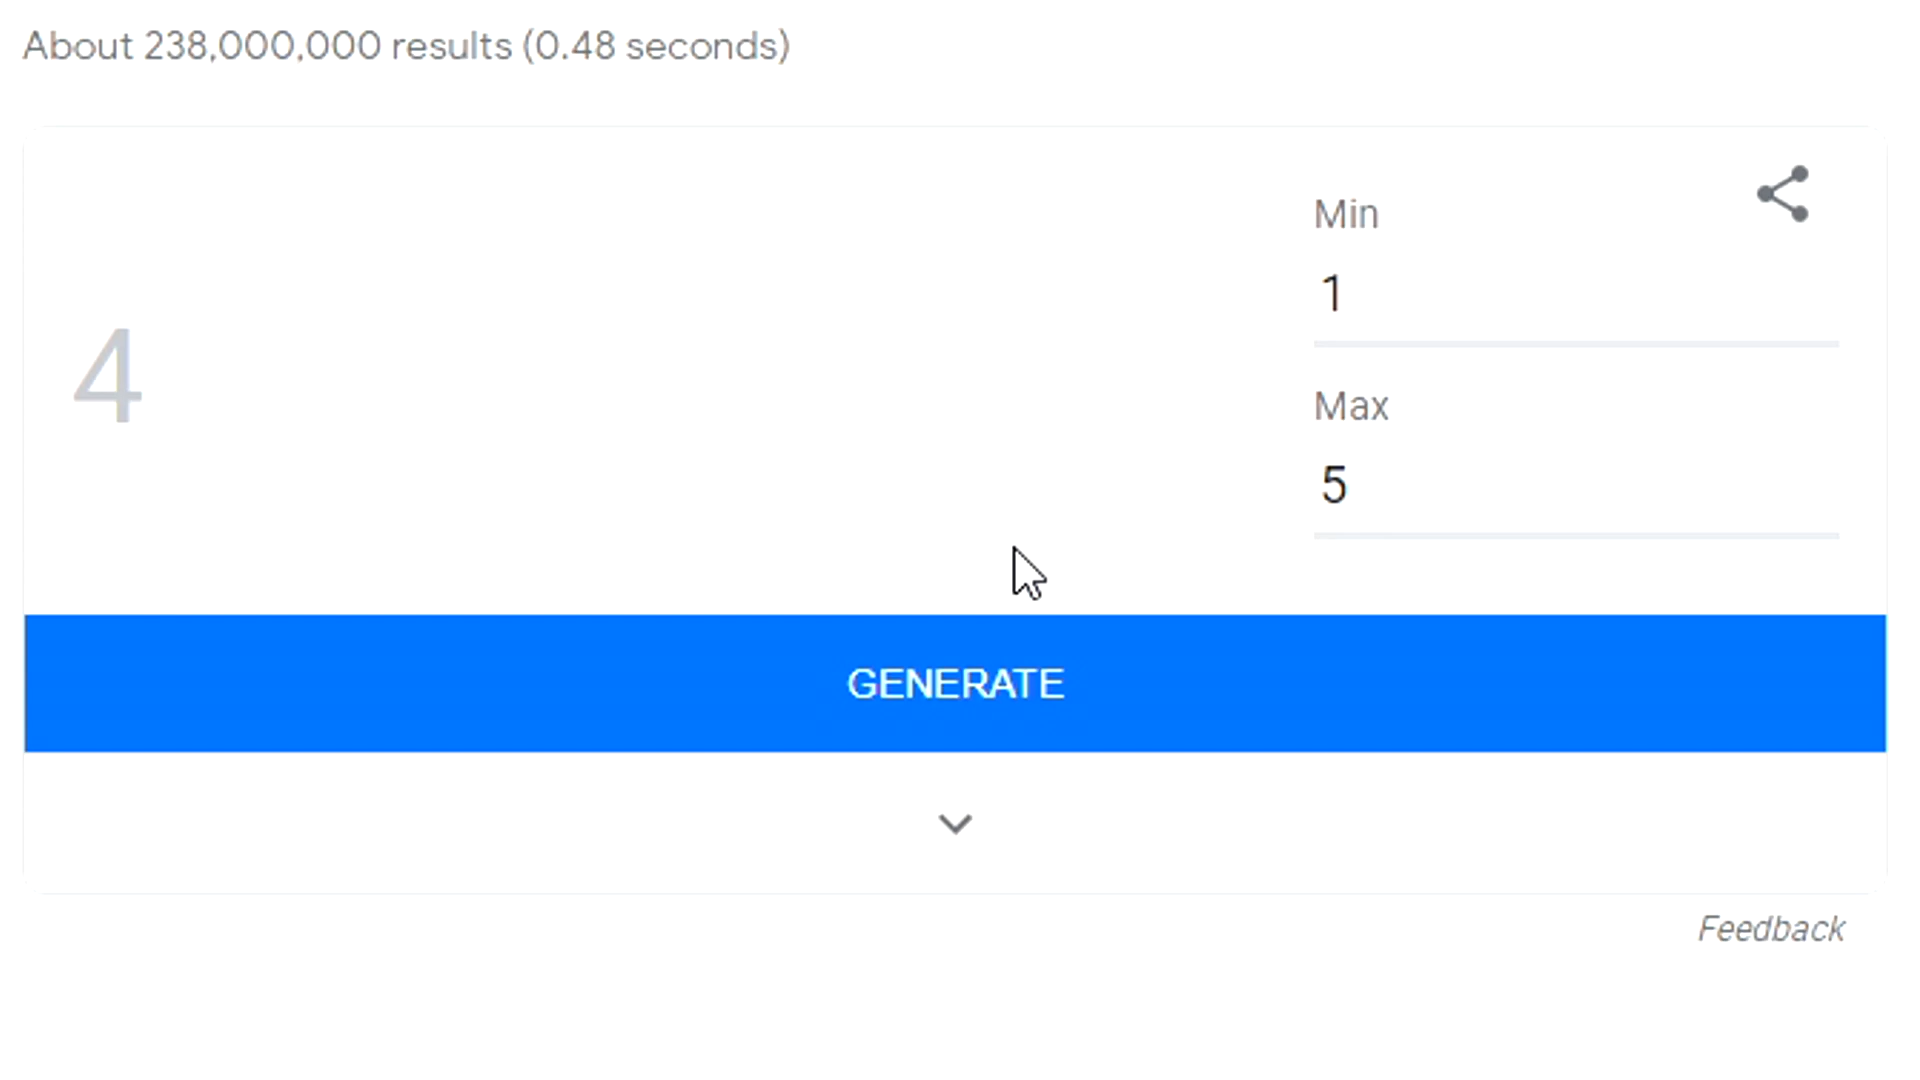 About 238,000,000 results (0.48 seconds)
4
Min
1
Max
5
GENERATE
Feedback